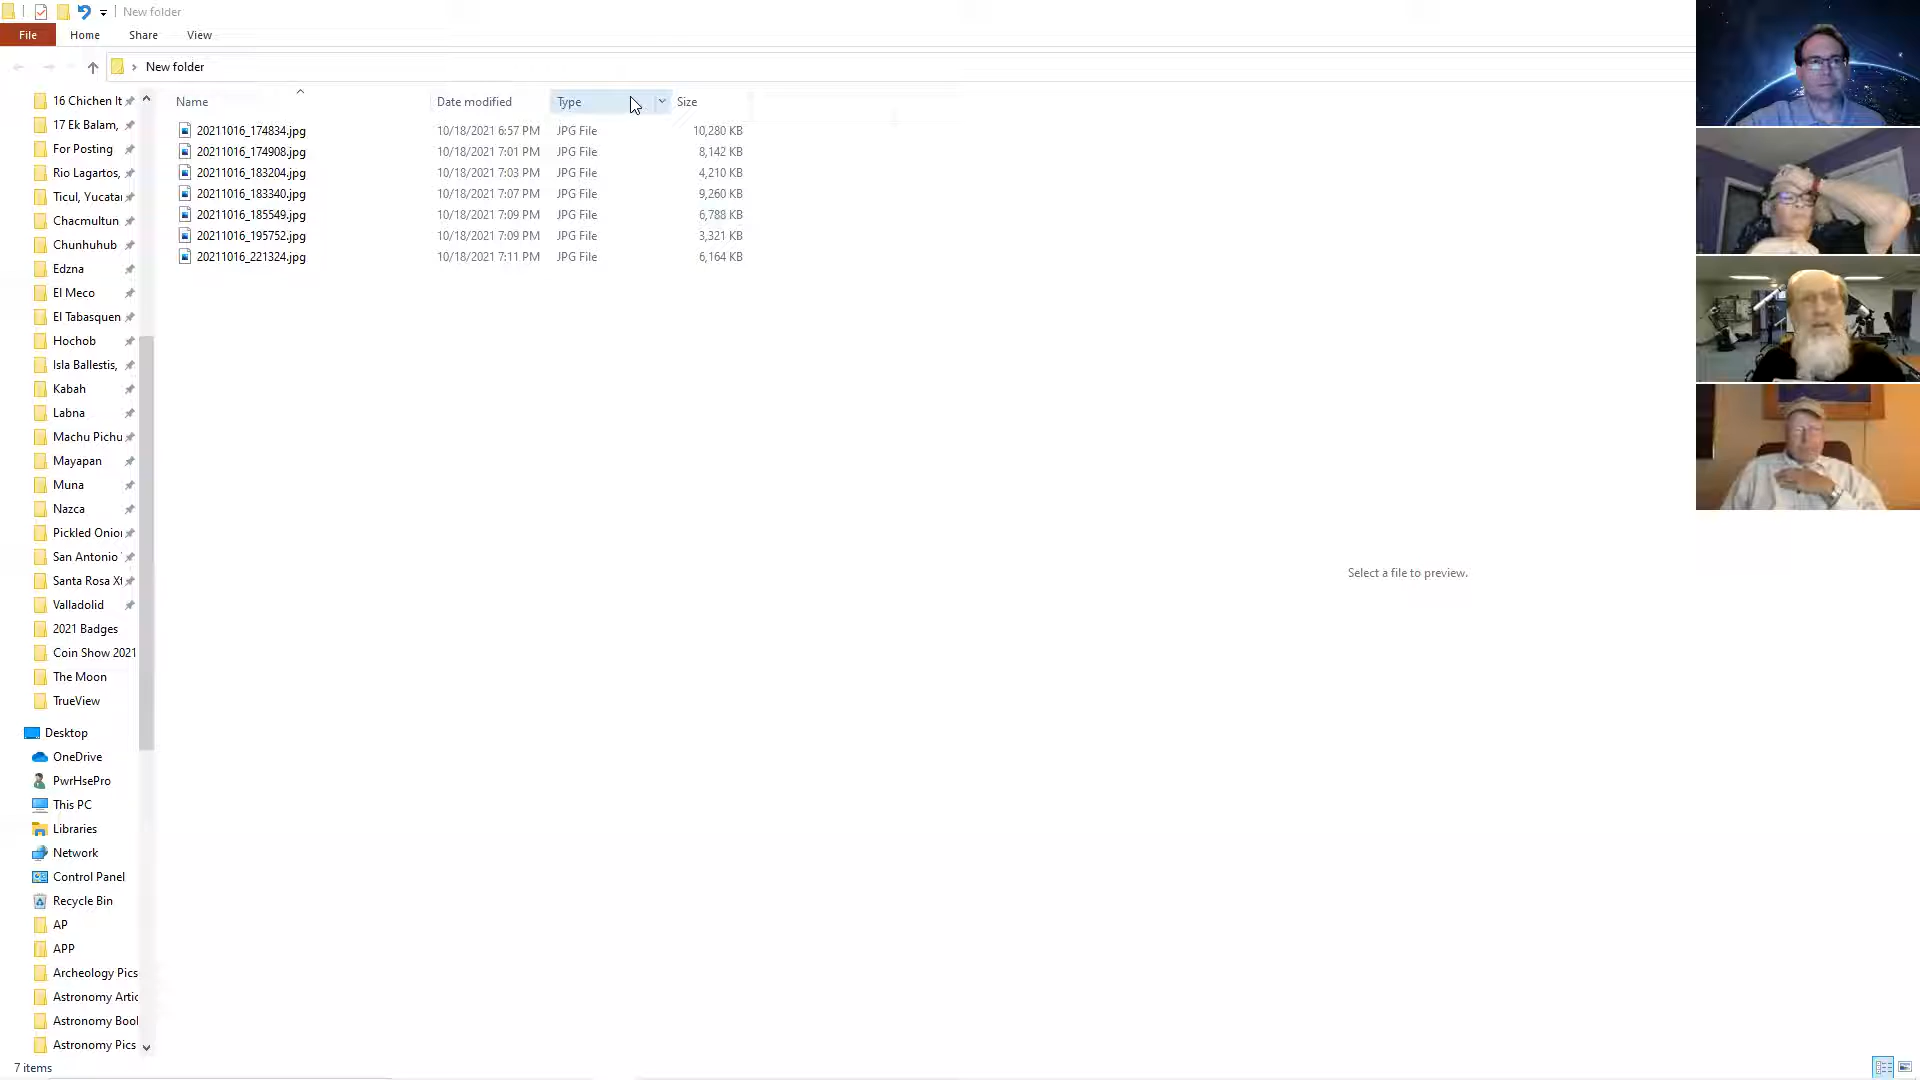 New folder
File Home Share View
New folder
Name Date modified Type Size
20211016_174834.jpg 10/18/2021 6:57 PM JPG File 10,280 KB
20211016_174908.jpg 10/18/2021 7:01 PM JPG File 8,142 KB
20211016_183204.jpg 10/18/2021 7:03 PM JPG File 4,210 KB
20211016_183340.jpg 10/18/2021 7:07 PM JPG File 9,260 KB
20211016_185549.jpg 10/18/2021 7:09 PM JPG File 6,788 KB
20211016_195752.jpg 10/18/2021 7:09 PM JPG File 3,321 KB
20211016_221324.jpg 10/18/2021 7:11 PM JPG File 6,164 KB
16 Chichen It
17 Ek Balam,
For Posting
Rio Lagartos,
Ticul, Yucatan
Chacmultun
Chunhuhub
Edzna
El Meco
El Tabasquen
Hochob
Isla Ballestis,
Kabah
Labna
Machu Pichu
Mayapan
Muna
Nazca
Pickled Onion
San Antonio
Santa Rosa Xt
Valladolid
2021 Badges
Coin Show 2021
The Moon
TrueView
Desktop
OneDrive
PwrHsePro
This PC
Libraries
Network
Control Panel
Recycle Bin
AP
APP
Archeology Pics
Astronomy Artic
Astronomy Bool
Astronomy Pics
Select a file to preview.
7 items